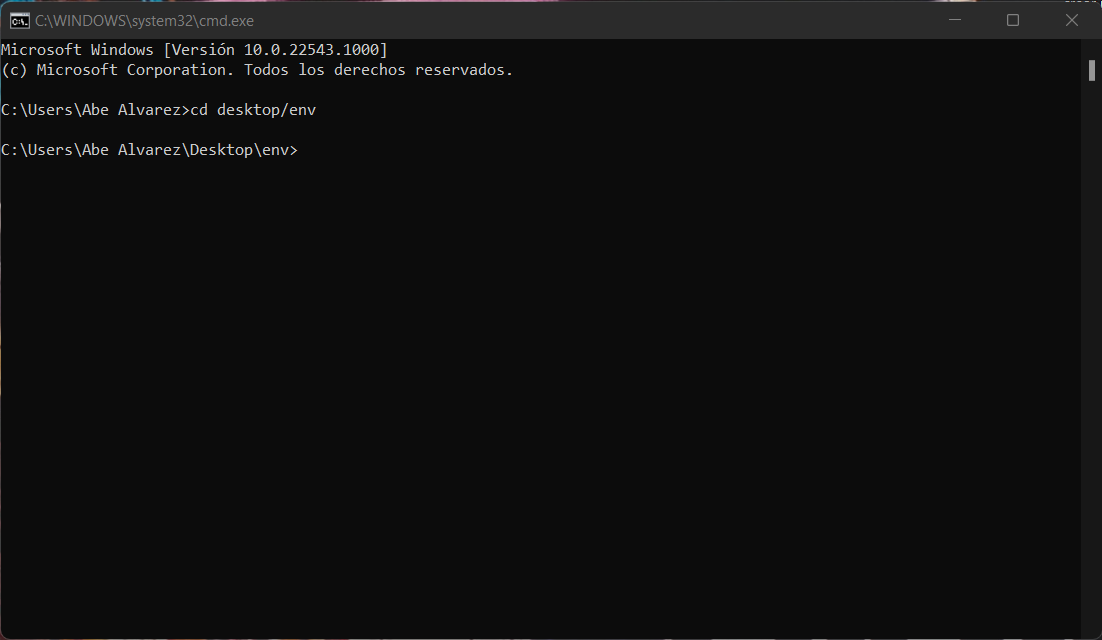 C:\WINDOWS\system32\cmd.exe
Microsoft Windows [Versión 10.0.22543.1000]
(c) Microsoft Corporation. Todos los derechos reservados.
C:\Users\Abe Alvarez>cd desktop/env
C:\Users\Abe Alvarez\Desktop\env>